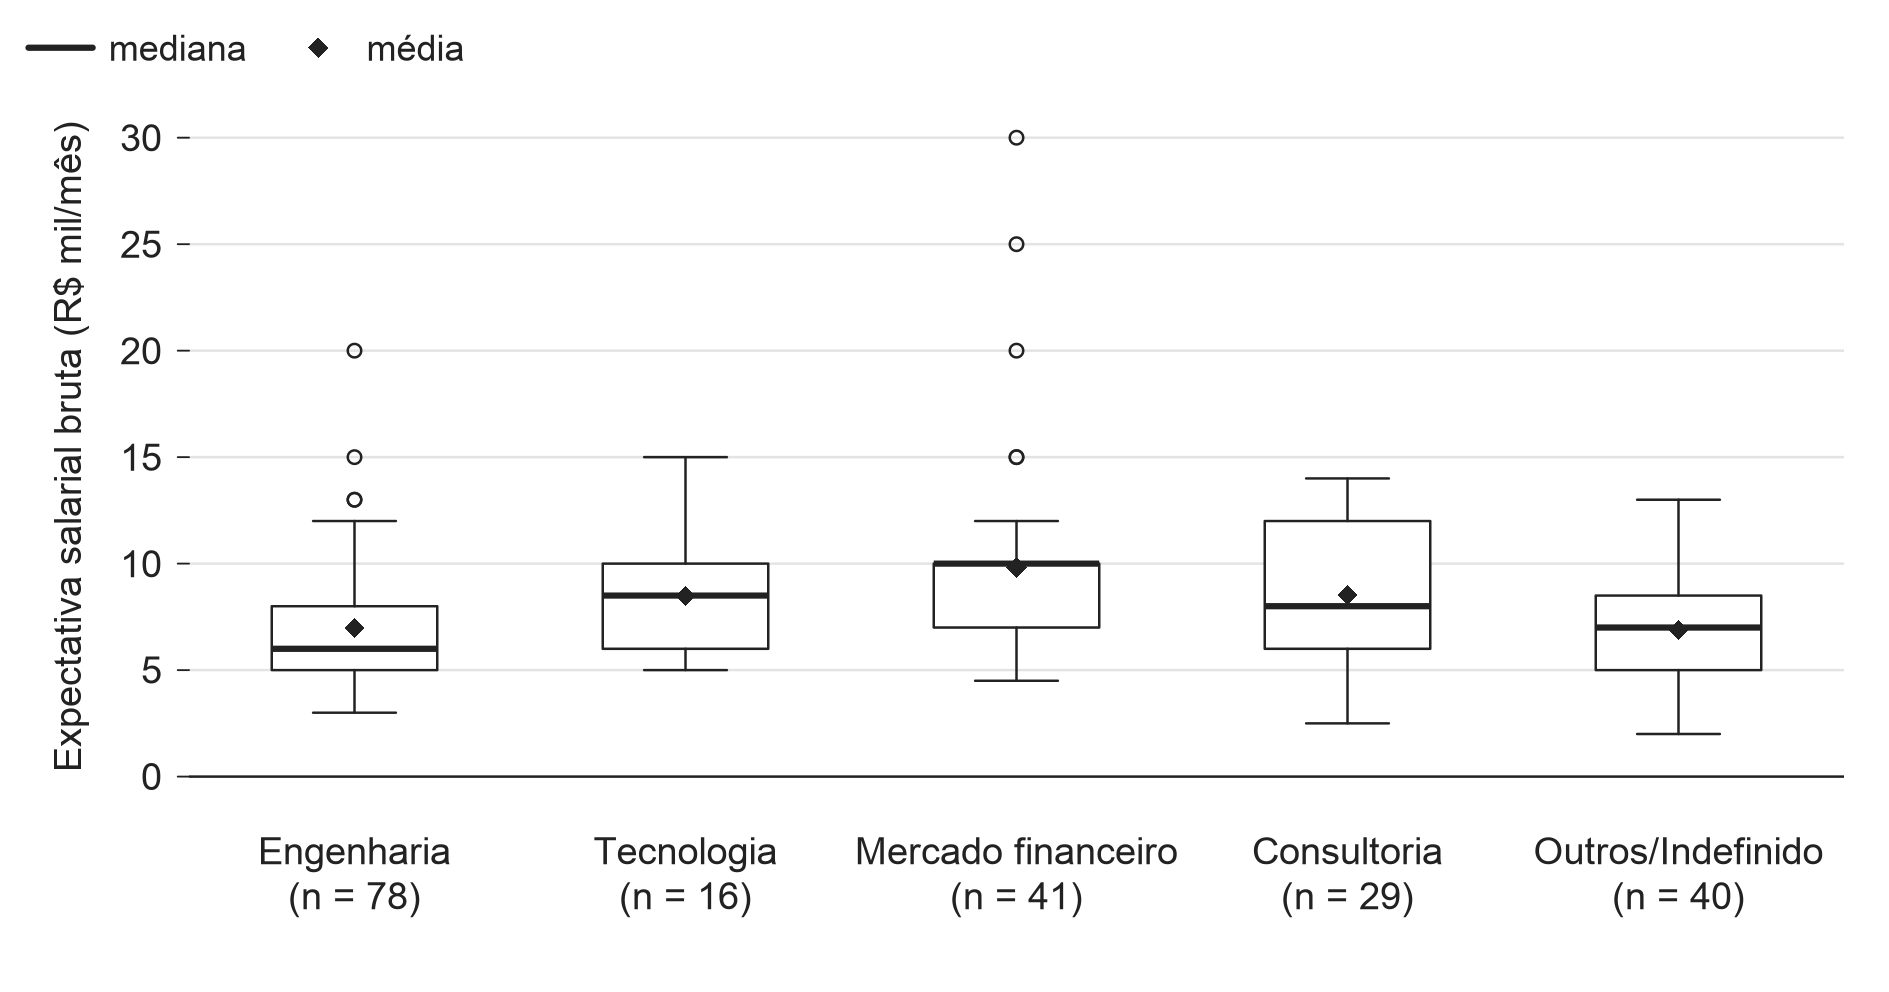 mediana média
Expectativa salarial bruta (R$ mil/mês)
30
25
20
15
10
5
0
Engenharia
(n = 78)
Tecnologia
(n = 16)
Mercado financeiro
(n = 41)
Consultoria
(n = 29)
Outros/Indefinido
(n = 40)